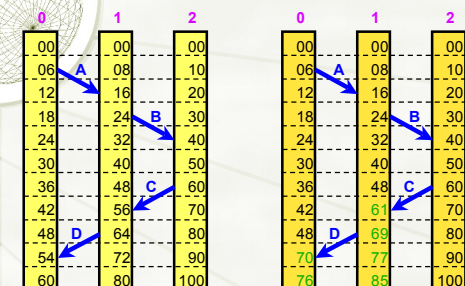 0 1 2 0 1 2
00 00 00 00 00 00
06 A 08 10 06 A 08 10
12 16 20 12 16 20
18 24 B 30 18 24 B 30
24 32 40 24 32 40
30 40 50 30 40 50
36 48 C 60 36 48 C 60
42 56 70 42 61 70
48 D 64 80 48 D 69 80
54 72 90 70 77 90
60 80 100 76 85 100